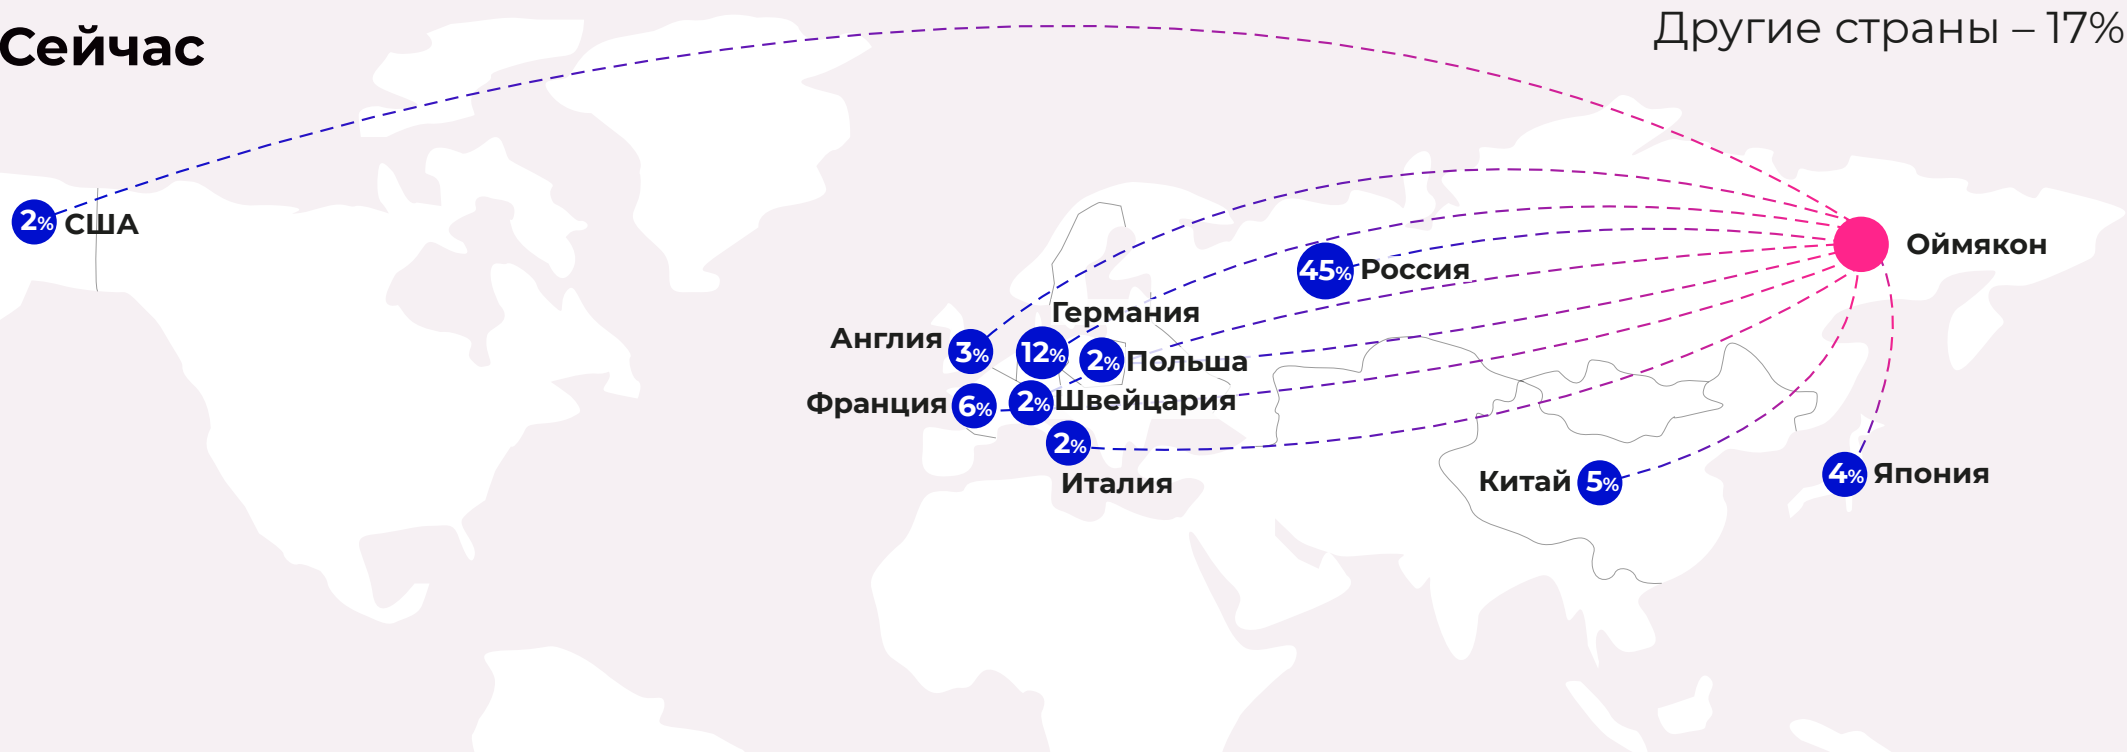 Сейчас
Другие страны – 17%
2% США
Оймякон
45% Россия
Германия
Англия 3%
12%
2% Польша
Франция 6%
2% Швейцария
2%
Италия
Китай 5%
4% Япония